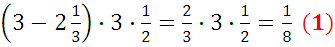 (3 − 2 1/3) · 3 · 1/2 = 2/3 · 3 · 1/2 = 1/8 (1)